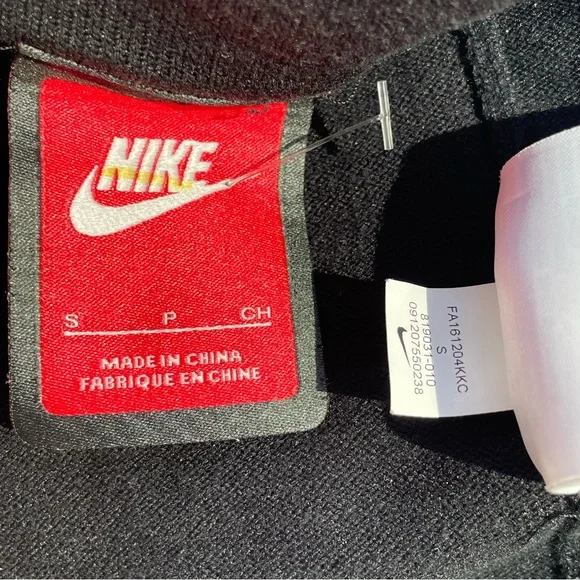 NIKE
S P CH
MADE IN CHINA
FABRIQUE EN CHINE
FA161204KKC
S
819031-010
091207550238